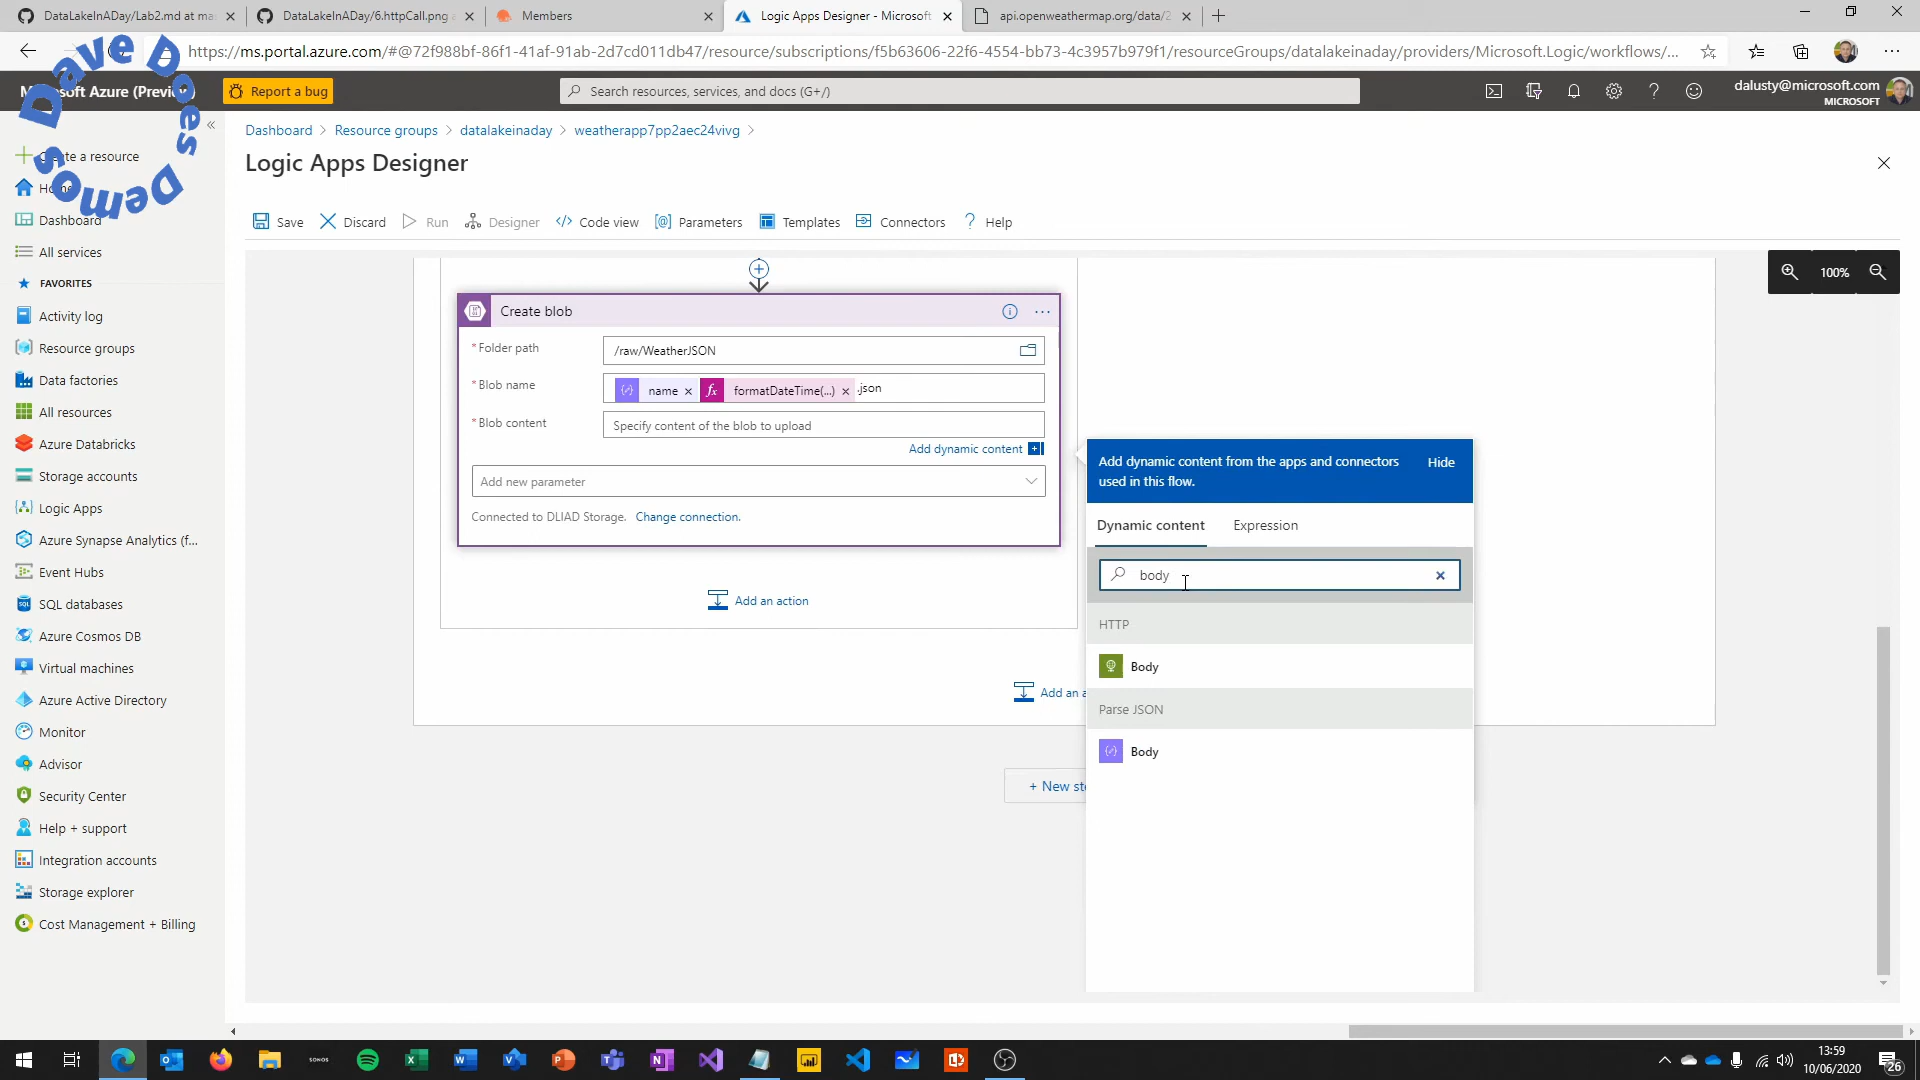 DataLakeInADay/Lab2.md at ma
DataLakeInADay/6.httpCall.png a
Members
Logic Apps Designer - Microsoft
api.openweathermap.org/data/2
https://ms.portal.azure.com/#@72f988bf-86f1-41af-91ab-2d7cd011db47/resource/subscriptions/f5b63606-22f6-4554-bb73-4c3957b979f1/resourceGroups/datalakeinaday/providers/Microsoft.Logic/workflows/...
Dave Does Demos
Report a bug
Search resources, services, and docs (G+/)
dalusty@microsoft.com
MICROSOFT
Dashboard > Resource groups > datalakeinaday > weatherapp7pp2aec24vivg >
Logic Apps Designer
Save
Discard
Run
Designer
Code view
Parameters
Templates
Connectors
Help
Dashboard
All services
FAVORITES
Activity log
Resource groups
Data factories
All resources
Azure Databricks
Storage accounts
Logic Apps
Azure Synapse Analytics (f...
Event Hubs
SQL databases
Azure Cosmos DB
Virtual machines
Azure Active Directory
Monitor
Advisor
Security Center
Help + support
Integration accounts
Storage explorer
Cost Management + Billing
100%
Create blob
*Folder path
/raw/WeatherJSON
*Blob name
name × fx formatDateTime(...) × .json
*Blob content
Specify content of the blob to upload
Add dynamic content
Add new parameter
Connected to DLIAD Storage. Change connection.
Add an action
Add an a
+ New ste
Add dynamic content from the apps and connectors
used in this flow.
Hide
Dynamic content
Expression
body
HTTP
Body
Parse JSON
Body
SONOS
13:59
10/06/2020
26